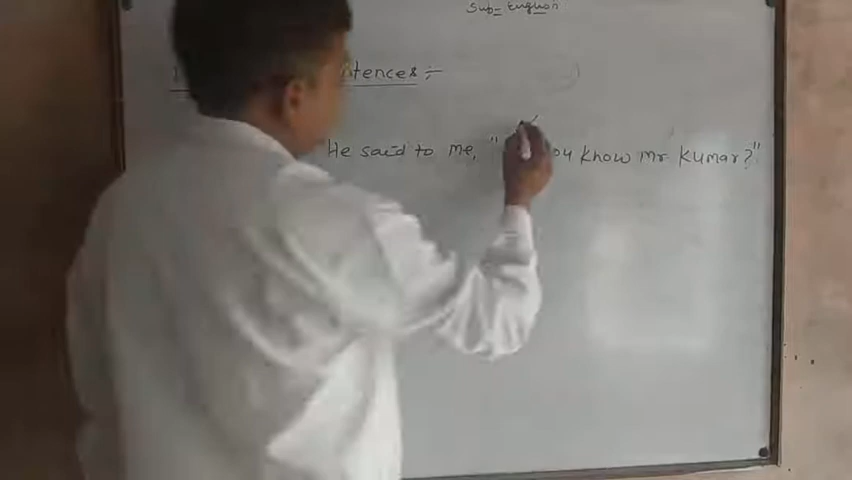 Sub- English
tences :-
He said to me, " ou know Mr Kumar?"